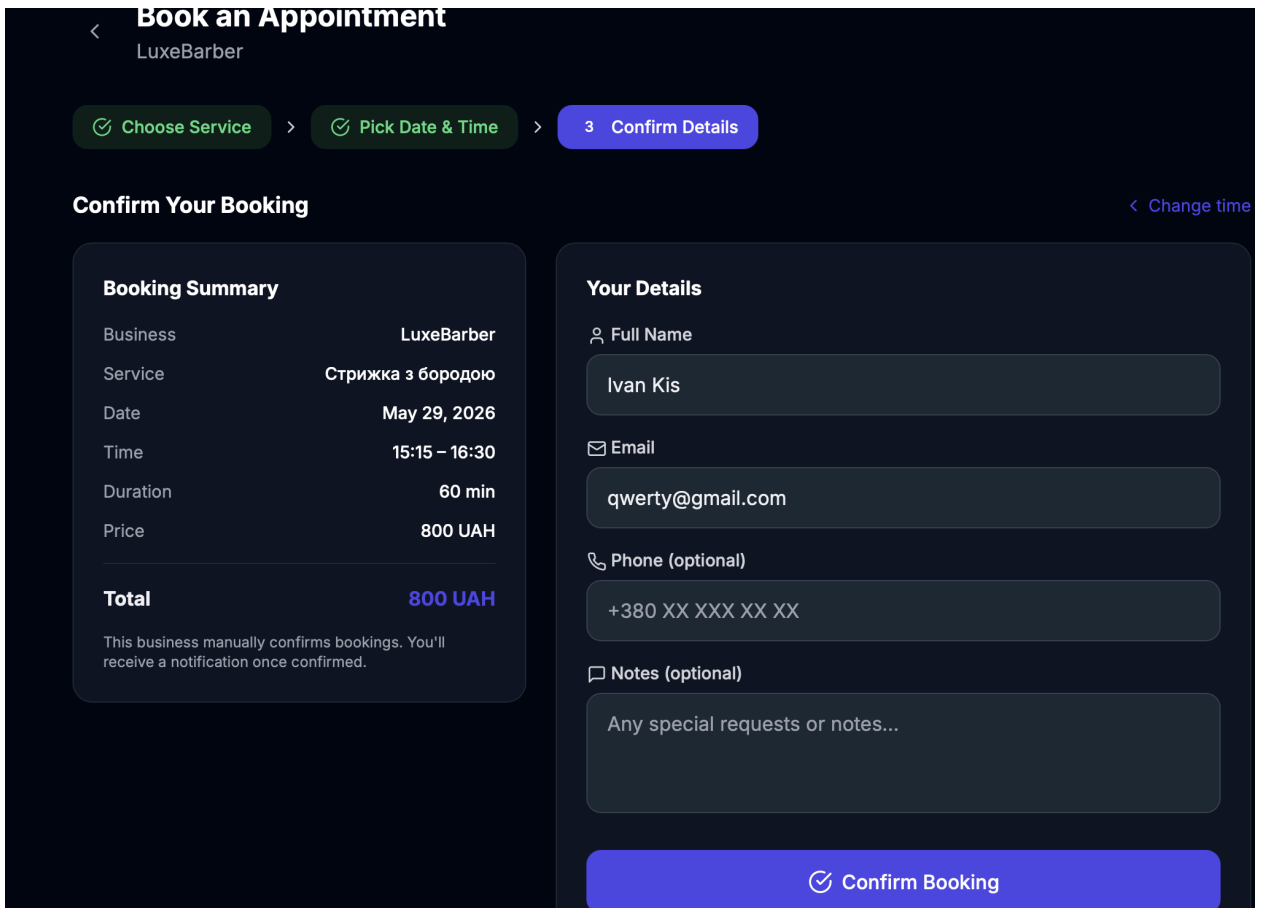 Book an Appointment
LuxeBarber
Choose Service
Pick Date & Time
3 Confirm Details
Confirm Your Booking
Change time
Booking Summary
Business LuxeBarber
Service Стрижка з бородою
Date May 29, 2026
Time 15:15 – 16:30
Duration 60 min
Price 800 UAH
Total 800 UAH
This business manually confirms bookings. You'll
receive a notification once confirmed.
Your Details
Full Name
Ivan Kis
Email
qwerty@gmail.com
Phone (optional)
+380 XX XXX XX XX
Notes (optional)
Any special requests or notes...
Confirm Booking